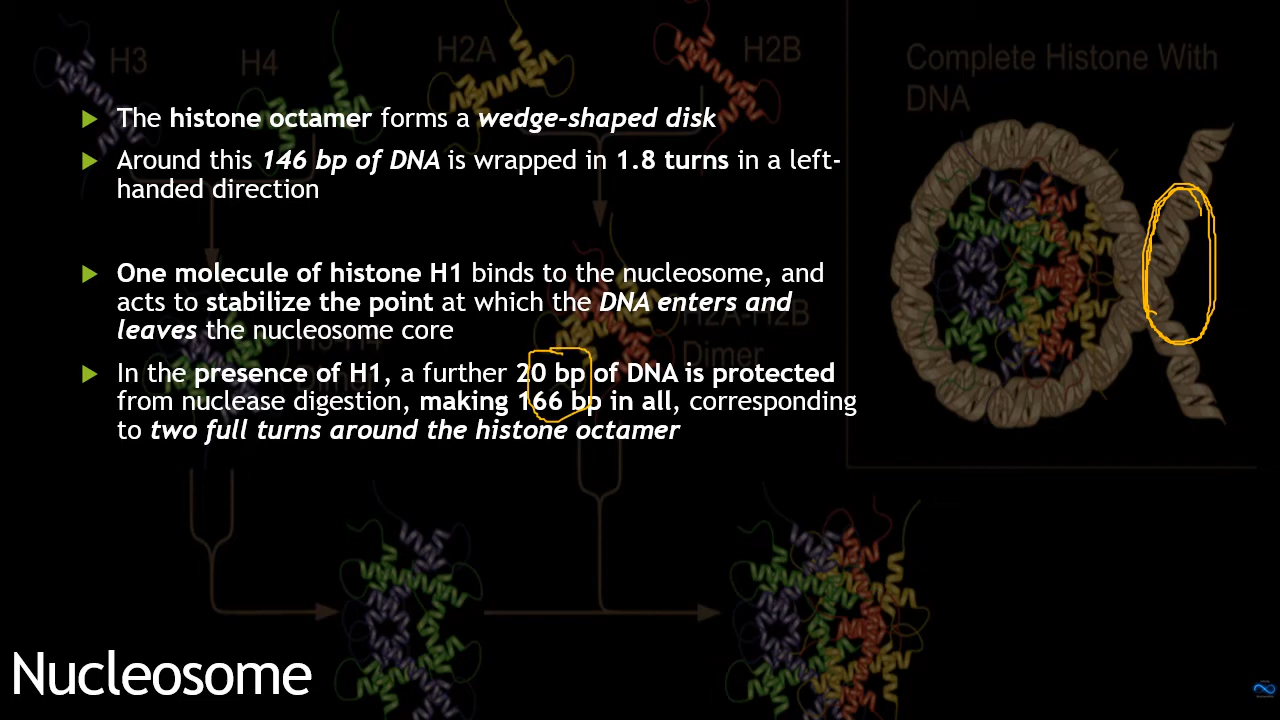 H3
H4
H2A
H2B
Complete Histone With
DNA
The histone octamer forms a wedge-shaped disk
Around this 146 bp of DNA is wrapped in 1.8 turns in a left-
handed direction
One molecule of histone H1 binds to the nucleosome, and
acts to stabilize the point at which the DNA enters and
leaves the nucleosome core
H2A-H2B
Dimer
In the presence of H1, a further 20 bp of DNA is protected
from nuclease digestion, making 166 bp in all, corresponding
to two full turns around the histone octamer
Nucleosome